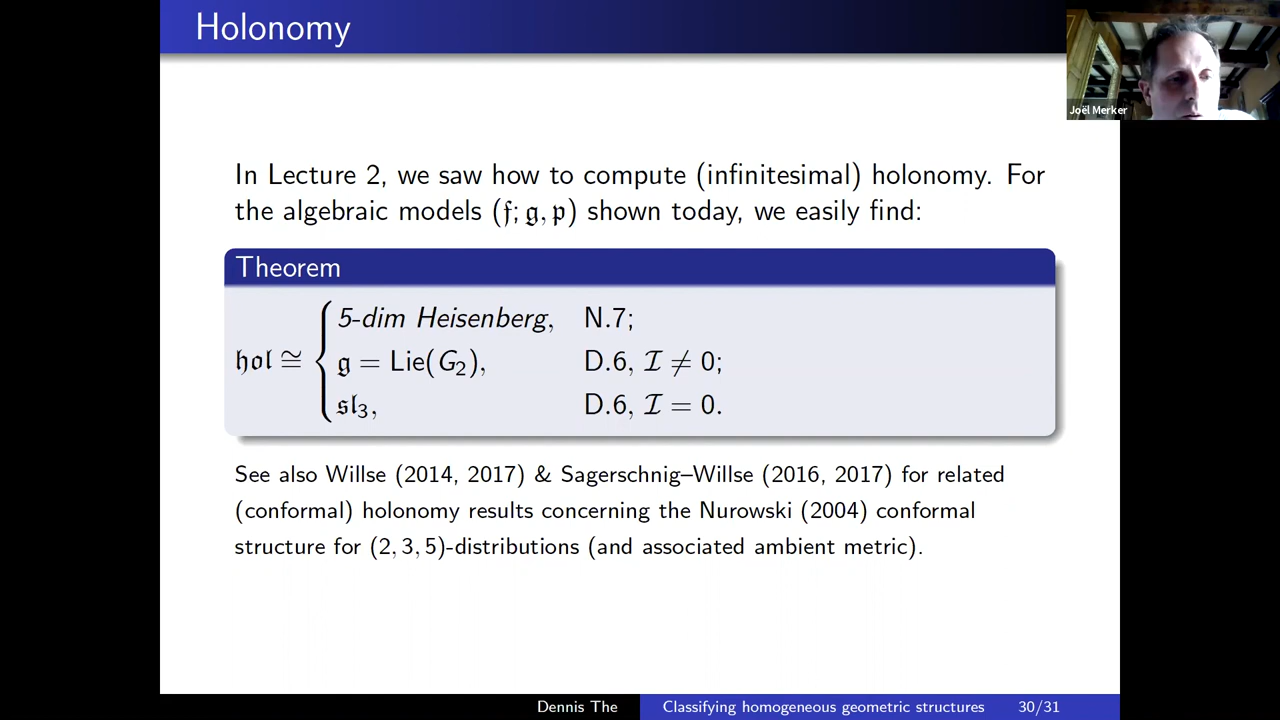 Holonomy
Joël Merker
In Lecture 2, we saw how to compute (infinitesimal) holonomy. For
the algebraic models (𝔣; 𝔤, 𝔭) shown today, we easily find:
Theorem
5-dim Heisenberg, N.7;
𝔥𝔬𝔩 ≅ { 𝔤 = Lie(G₂), D.6, ℐ ≠ 0;
𝔰𝔩₃, D.6, ℐ = 0.
See also Willse (2014, 2017) & Sagerschnig–Willse (2016, 2017) for related
(conformal) holonomy results concerning the Nurowski (2004) conformal
structure for (2, 3, 5)-distributions (and associated ambient metric).
Dennis The Classifying homogeneous geometric structures 30/31